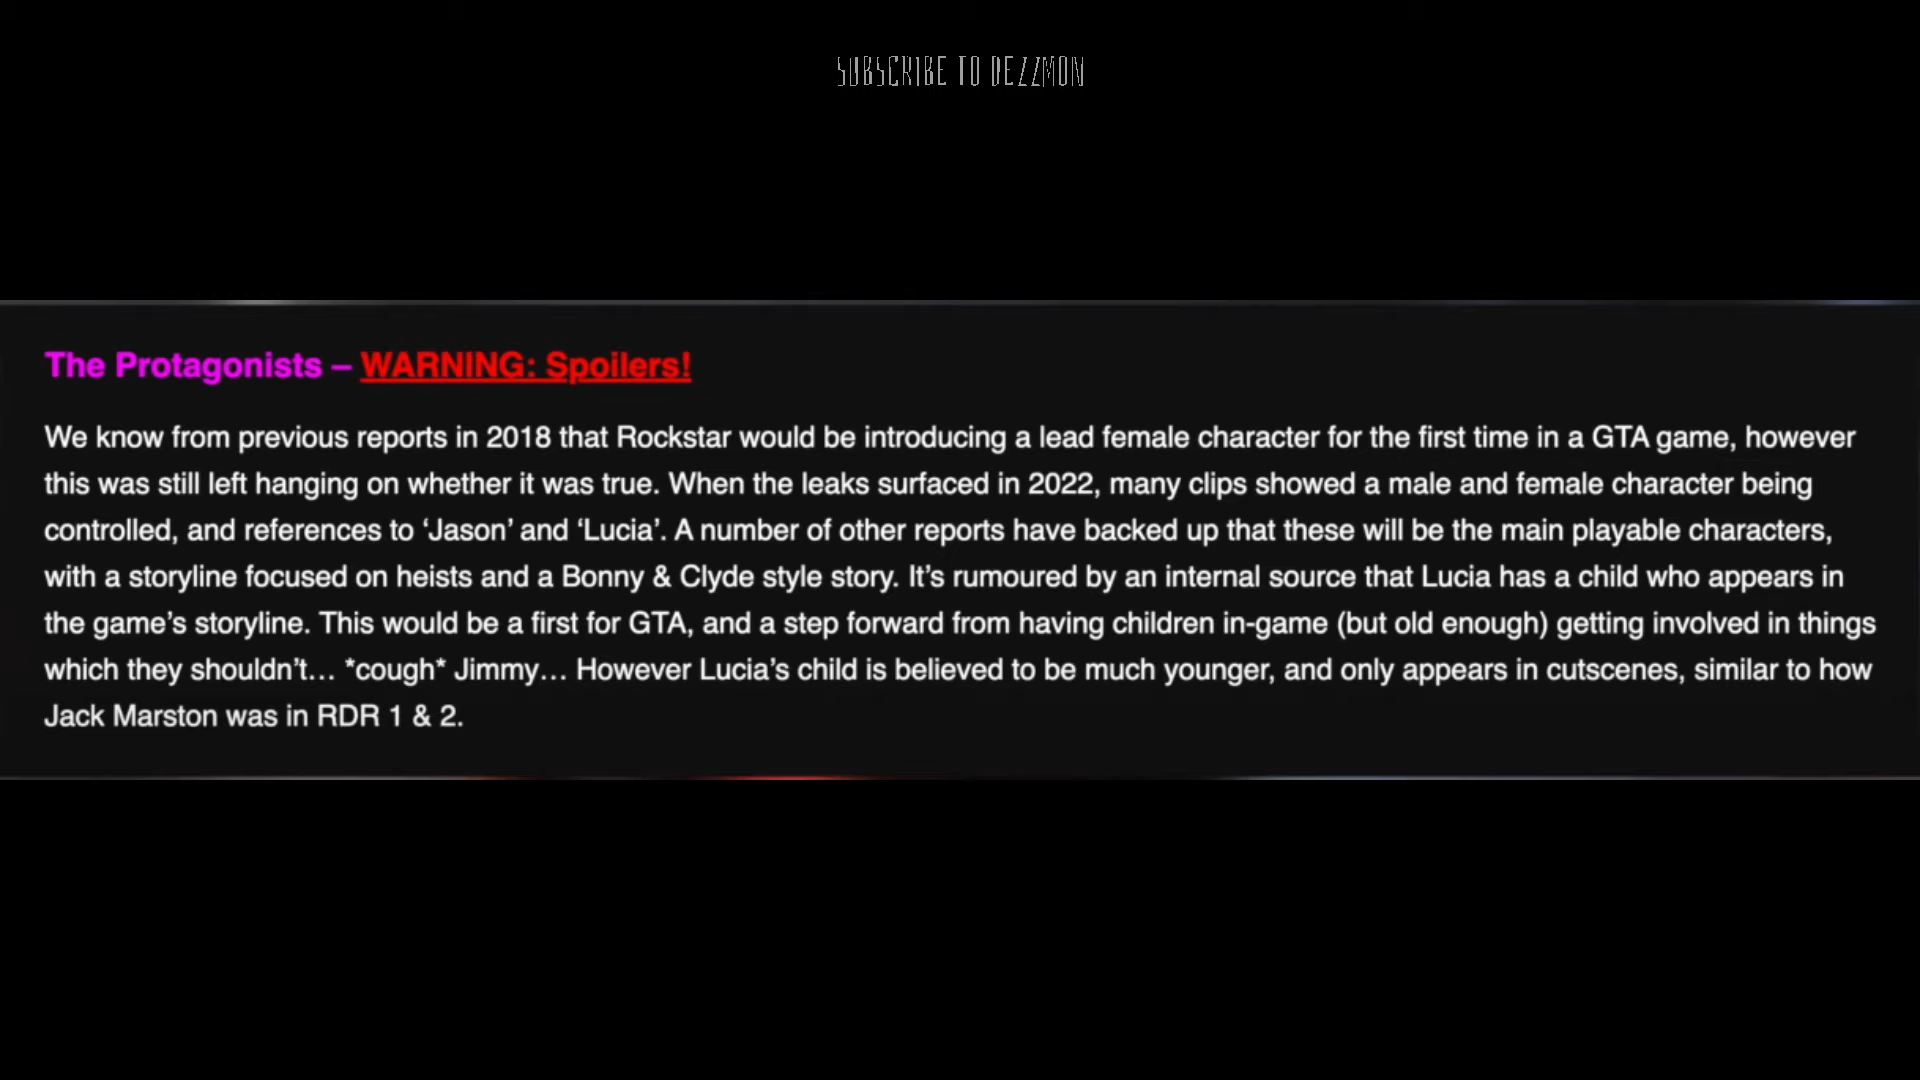 SUBSCRIBE TO DEZZMON
The Protagonists – WARNING: Spoilers!
We know from previous reports in 2018 that Rockstar would be introducing a lead female character for the first time in a GTA game, however
this was still left hanging on whether it was true. When the leaks surfaced in 2022, many clips showed a male and female character being
controlled, and references to ‘Jason’ and ‘Lucia’. A number of other reports have backed up that these will be the main playable characters,
with a storyline focused on heists and a Bonny & Clyde style story. It’s rumoured by an internal source that Lucia has a child who appears in
the game’s storyline. This would be a first for GTA, and a step forward from having children in-game (but old enough) getting involved in things
which they shouldn’t… *cough* Jimmy… However Lucia’s child is believed to be much younger, and only appears in cutscenes, similar to how
Jack Marston was in RDR 1 & 2.